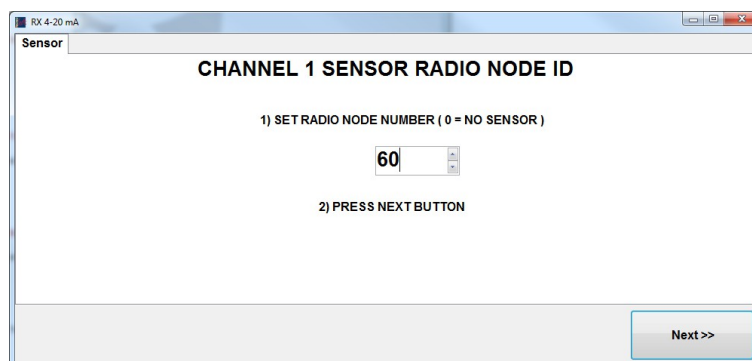 RX 4-20 mA
Sensor
CHANNEL 1 SENSOR RADIO NODE ID
1) SET RADIO NODE NUMBER ( 0 = NO SENSOR )
60
2) PRESS NEXT BUTTON
Next >>